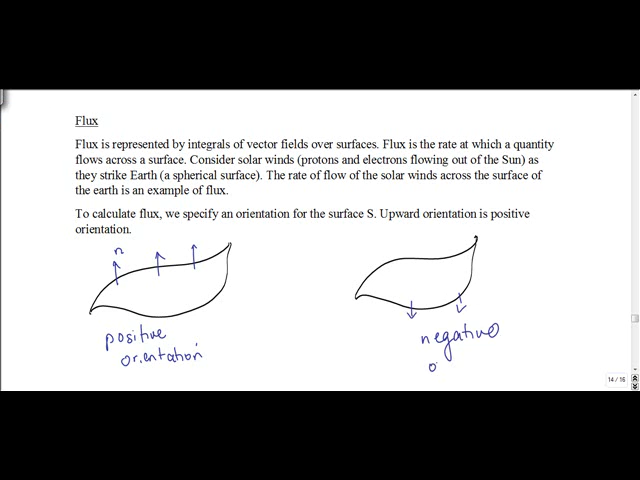 Flux
Flux is represented by integrals of vector fields over surfaces. Flux is the rate at which a quantity
flows across a surface. Consider solar winds (protons and electrons flowing out of the Sun) as
they strike Earth (a spherical surface). The rate of flow of the solar winds across the surface of
the earth is an example of flux.
To calculate flux, we specify an orientation for the surface S. Upward orientation is positive
orientation.
n
positive
orientation
negative
o
14 / 16